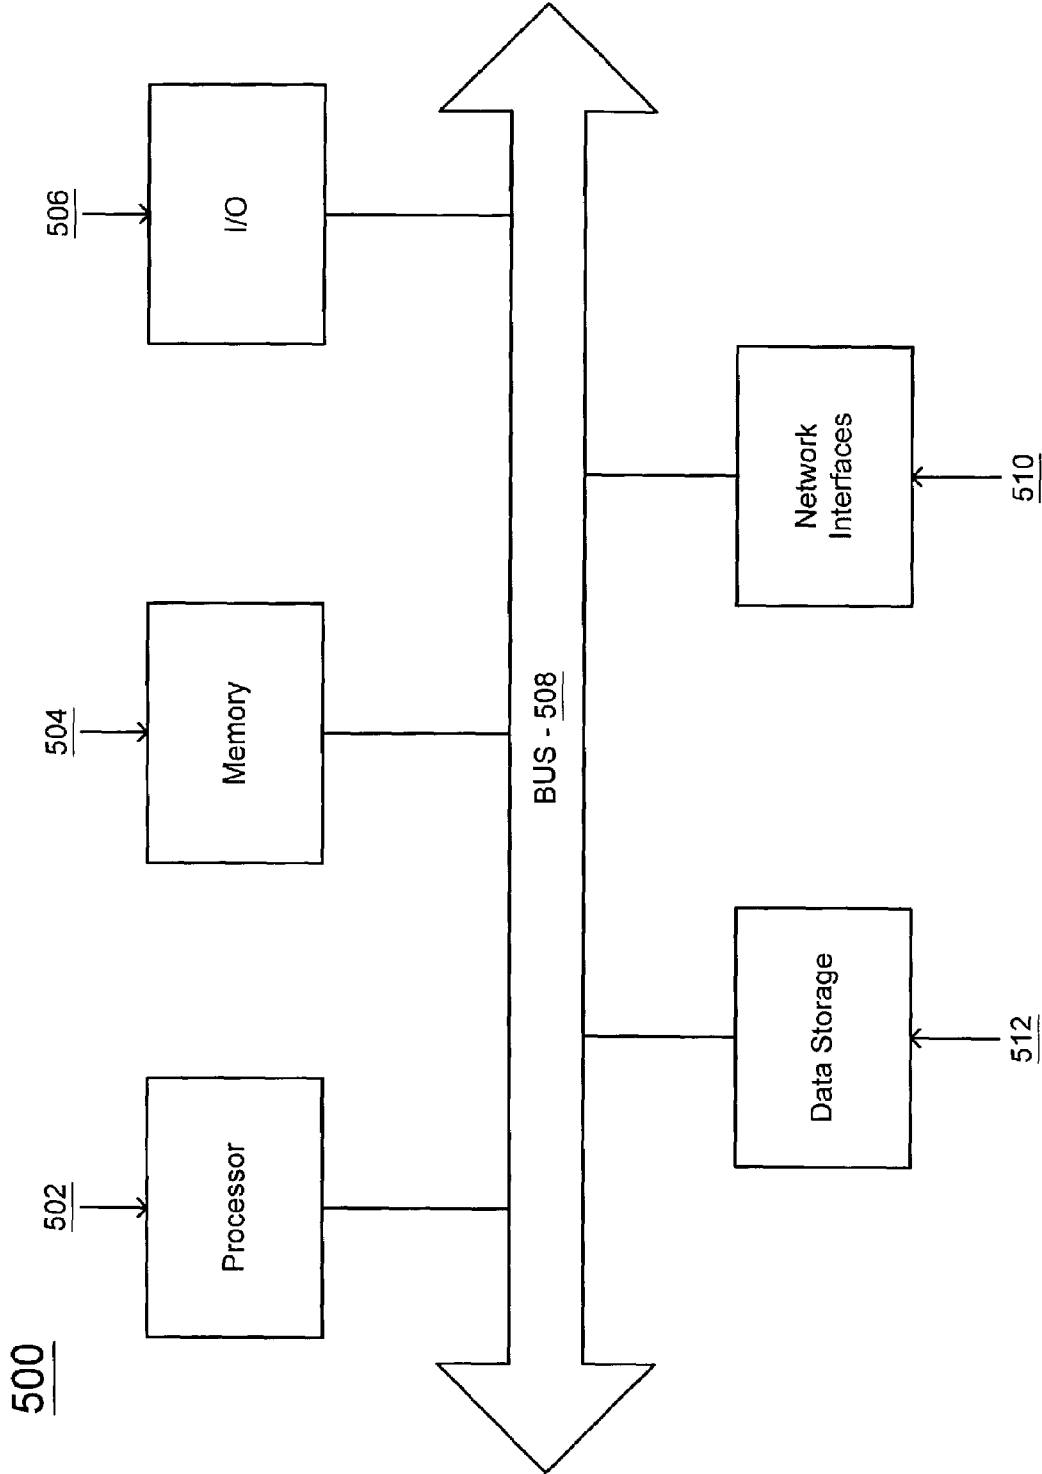 500
502
504
506
Processor
Memory
I/O
BUS - 508
Data Storage
Network
Interfaces
512
510